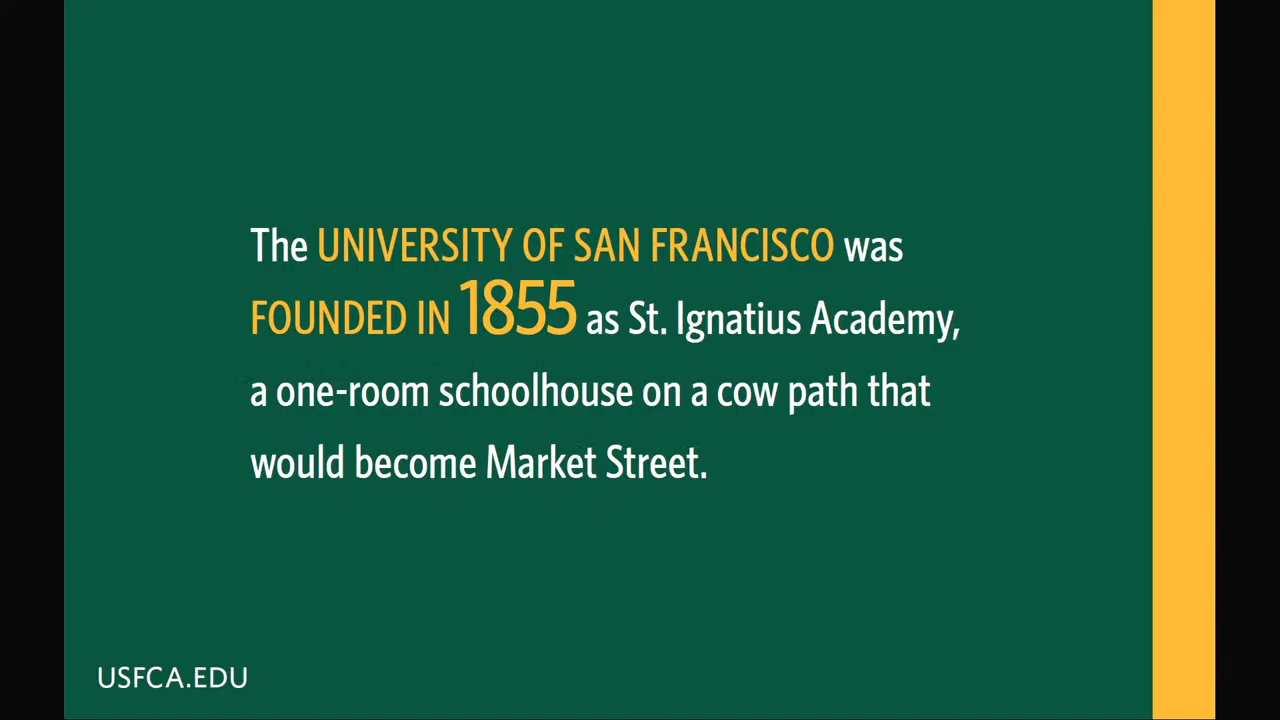 The UNIVERSITY OF SAN FRANCISCO was
FOUNDED IN 1855 as St. Ignatius Academy,
a one-room schoolhouse on a cow path that
would become Market Street.
USFCA.EDU